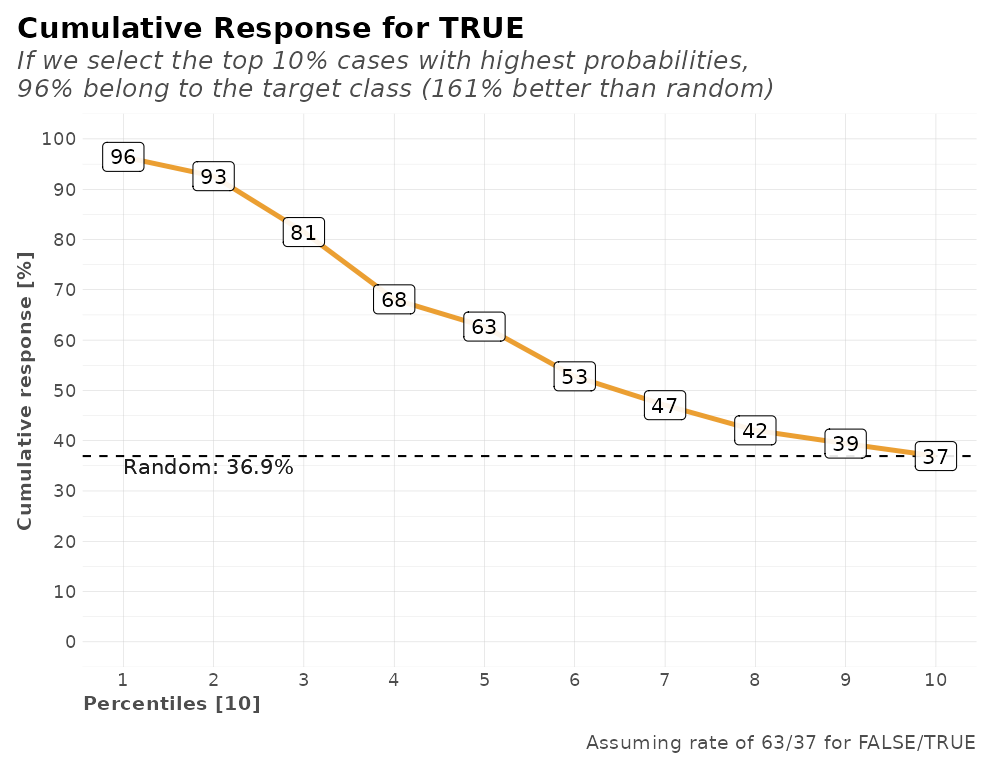 Cumulative Response for TRUE
If we select the top 10% cases with highest probabilities,
96% belong to the target class (161% better than random)
Cumulative response [%]
100
90
80
70
60
50
40
30
20
10
0
96
93
81
68
63
53
47
42
39
37
Random: 36.9%
1 2 3 4 5 6 7 8 9 10
Percentiles [10]
Assuming rate of 63/37 for FALSE/TRUE